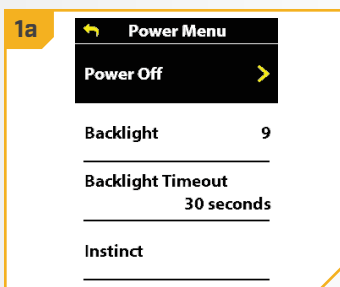 1a
Power Menu
Power Off
Backlight 9
Backlight Timeout
30 seconds
Instinct